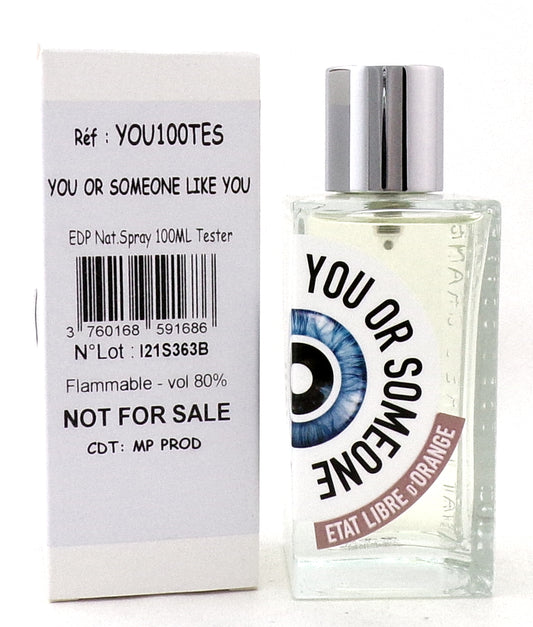 Réf : YOU100TES
YOU OR SOMEONE LIKE YOU
EDP Nat.Spray 100ML Tester
3 760168 591686
N°Lot : I21S363B
Flammable - vol 80%
NOT FOR SALE
CDT: MP PROD
YOU OR SOMEONE
ETAT LIBRE d'ORANGE